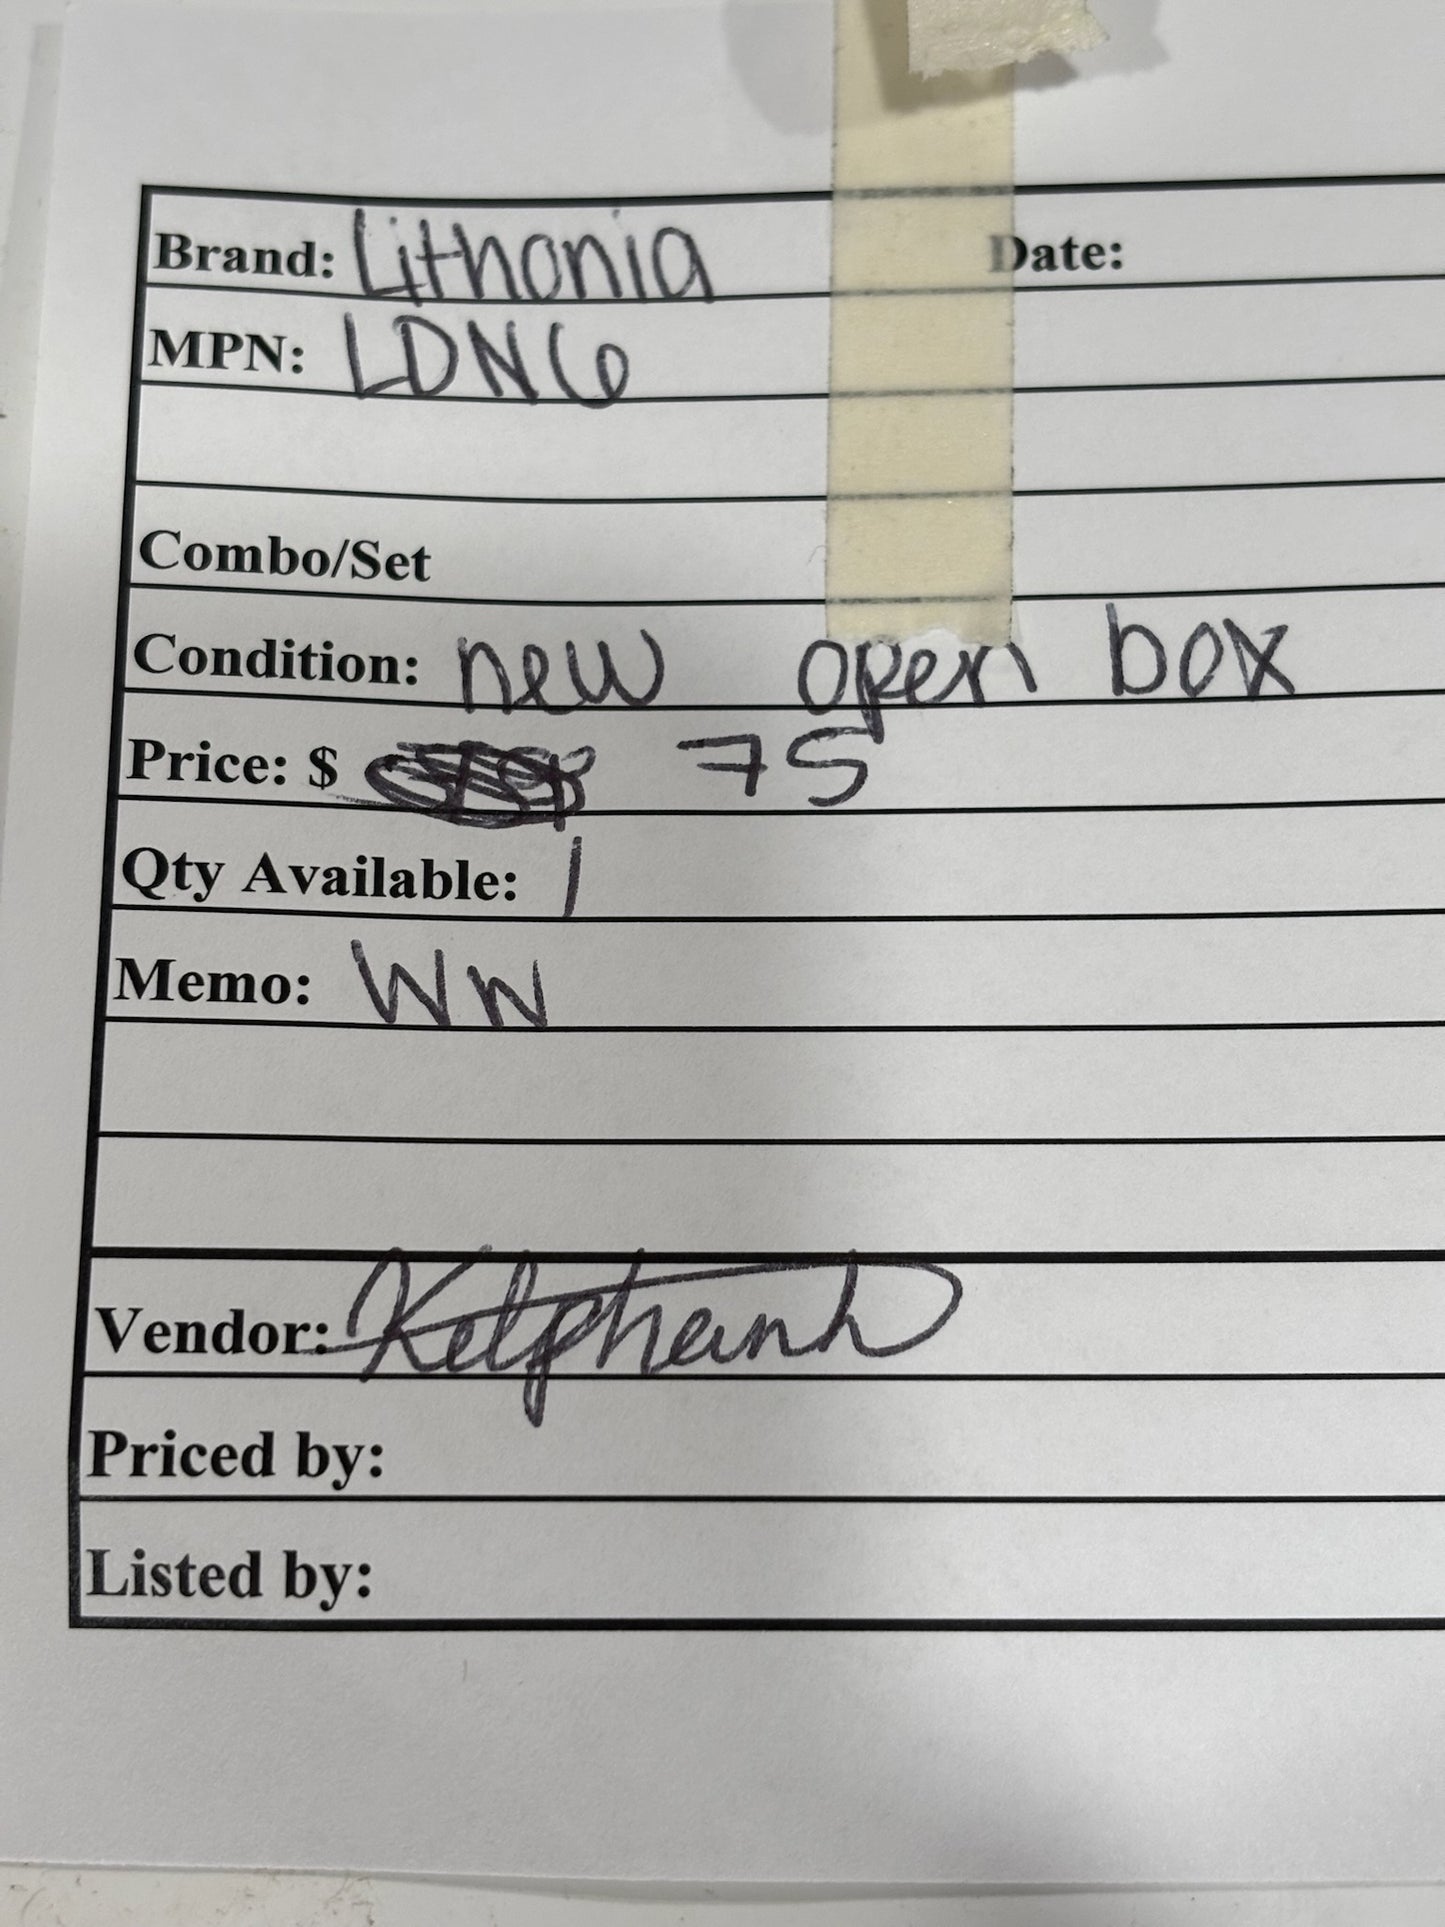 Brand: Lithonia Date:
MPN: LDN6
Combo/Set
Condition: new open box
Price: $ 75
Qty Available: 1
Memo: WW
Vendor:
Priced by:
Listed by: